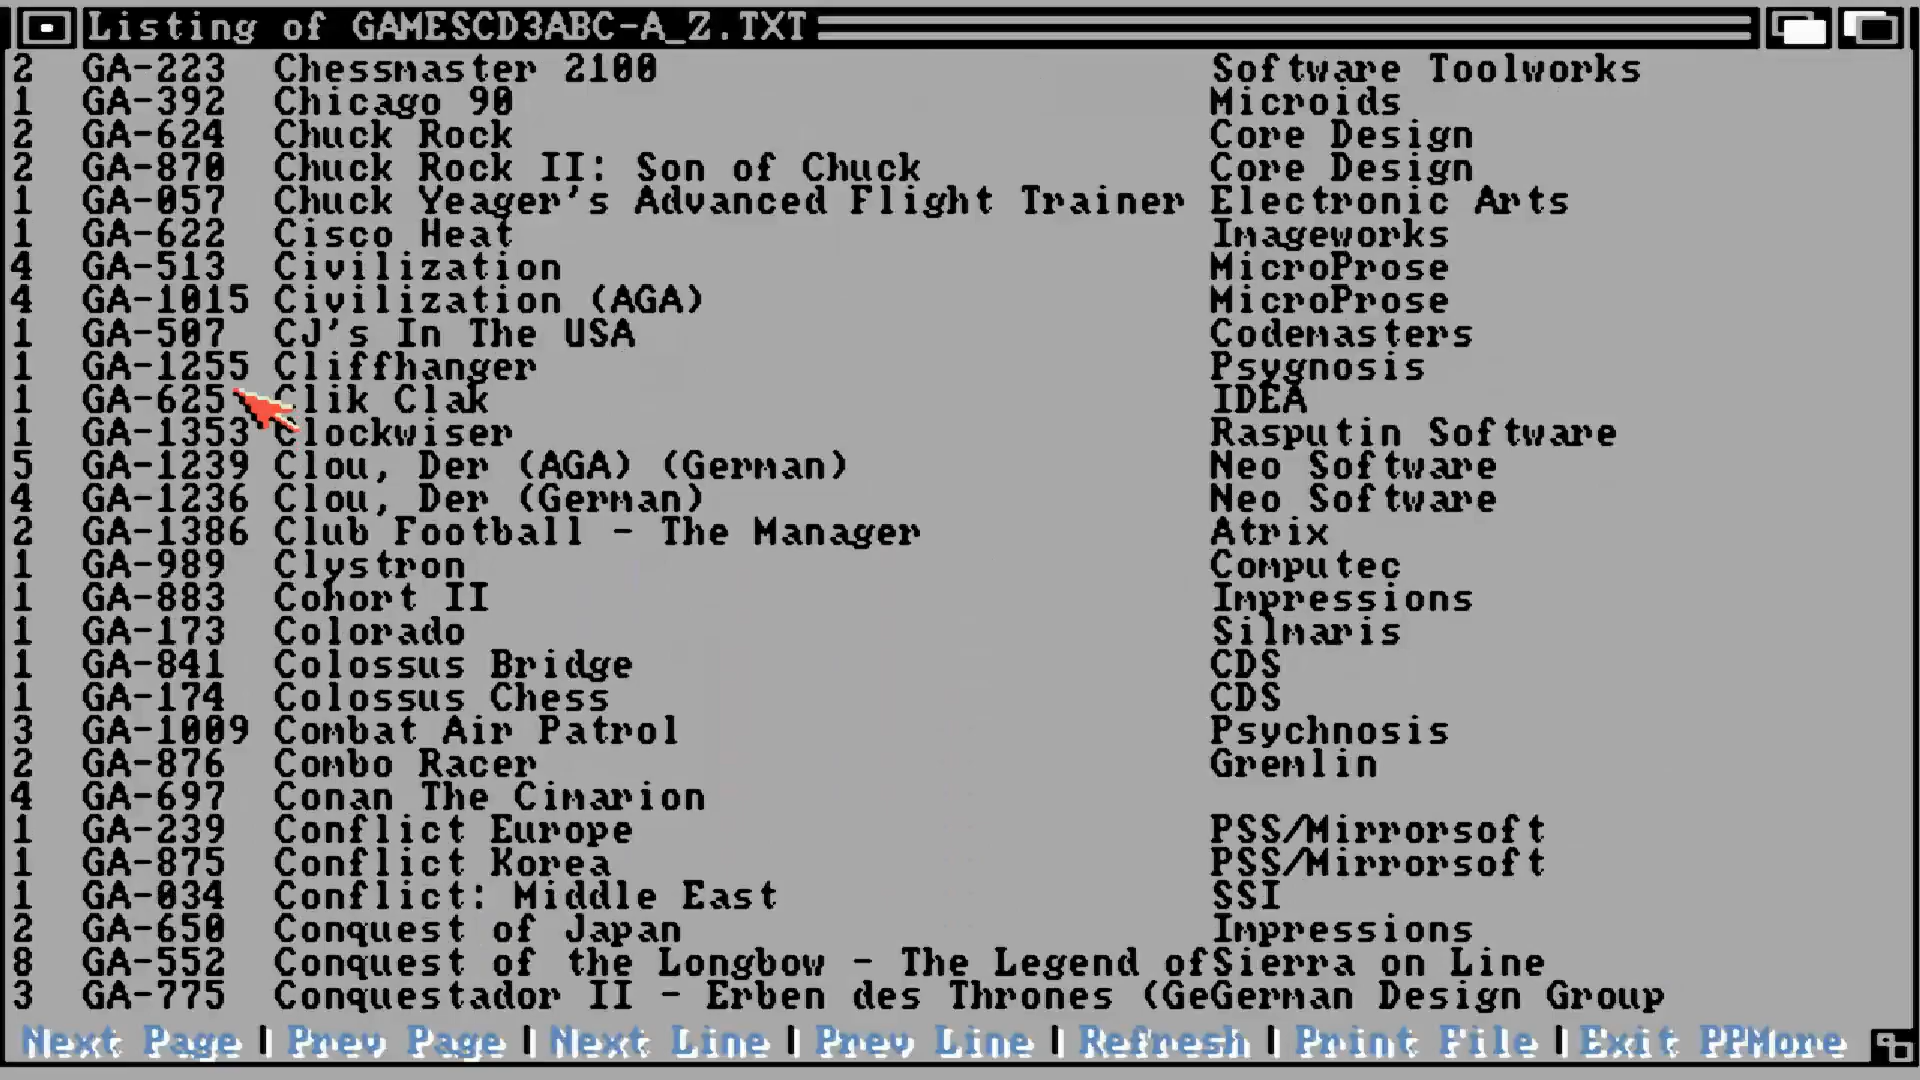 Listing of GAMESCD3ABC-A_Z.TXT
2 GA-223 Chessmaster 2100 Software Toolworks
1 GA-392 Chicago 90 Microids
2 GA-624 Chuck Rock Core Design
2 GA-870 Chuck Rock II: Son of Chuck Core Design
1 GA-057 Chuck Yeager's Advanced Flight Trainer Electronic Arts
1 GA-622 Cisco Heat Imageworks
4 GA-513 Civilization MicroProse
4 GA-1015 Civilization (AGA) MicroProse
1 GA-507 CJ's In The USA Codemasters
1 GA-1255 Cliffhanger Psygnosis
1 GA-625 Clik Clak IDEA
1 GA-1353 Clockwiser Rasputin Software
5 GA-1239 Clou, Der (AGA) (German) Neo Software
4 GA-1236 Clou, Der (German) Neo Software
2 GA-1386 Club Football - The Manager Atrix
1 GA-989 Clystron Computec
1 GA-883 Cohort II Impressions
1 GA-173 Colorado Silmaris
1 GA-841 Colossus Bridge CDS
1 GA-174 Colossus Chess CDS
3 GA-1009 Combat Air Patrol Psychnosis
2 GA-876 Combo Racer Gremlin
4 GA-697 Conan The Cimarion
1 GA-239 Conflict Europe PSS/Mirrorsoft
1 GA-875 Conflict Korea PSS/Mirrorsoft
1 GA-034 Conflict: Middle East SSI
2 GA-650 Conquest of Japan Impressions
8 GA-552 Conquest of the Longbow - The Legend ofSierra on Line
3 GA-775 Conquestador II - Erben des Thrones (GeGerman Design Group
Next Page | Prev Page | Next Line | Prev Line | Refresh | Print File | Exit PPMore